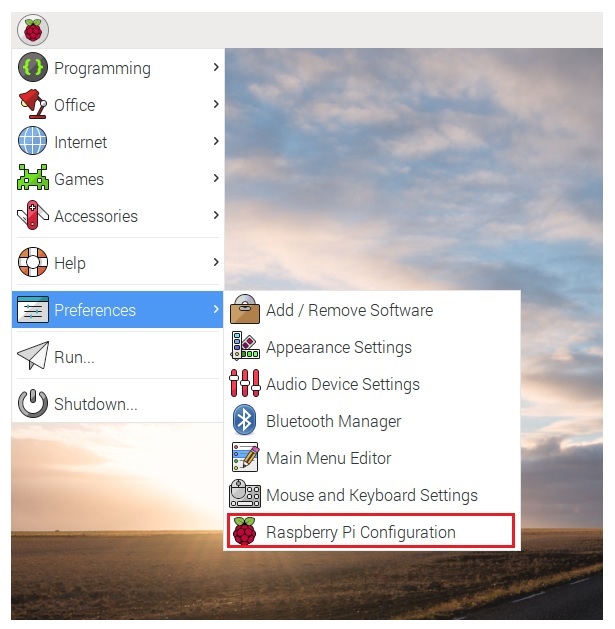 Programming
Office
Internet
Games
Accessories
Help
Preferences
Run...
Shutdown...
Add / Remove Software
Appearance Settings
Audio Device Settings
Bluetooth Manager
Main Menu Editor
Mouse and Keyboard Settings
Raspberry Pi Configuration